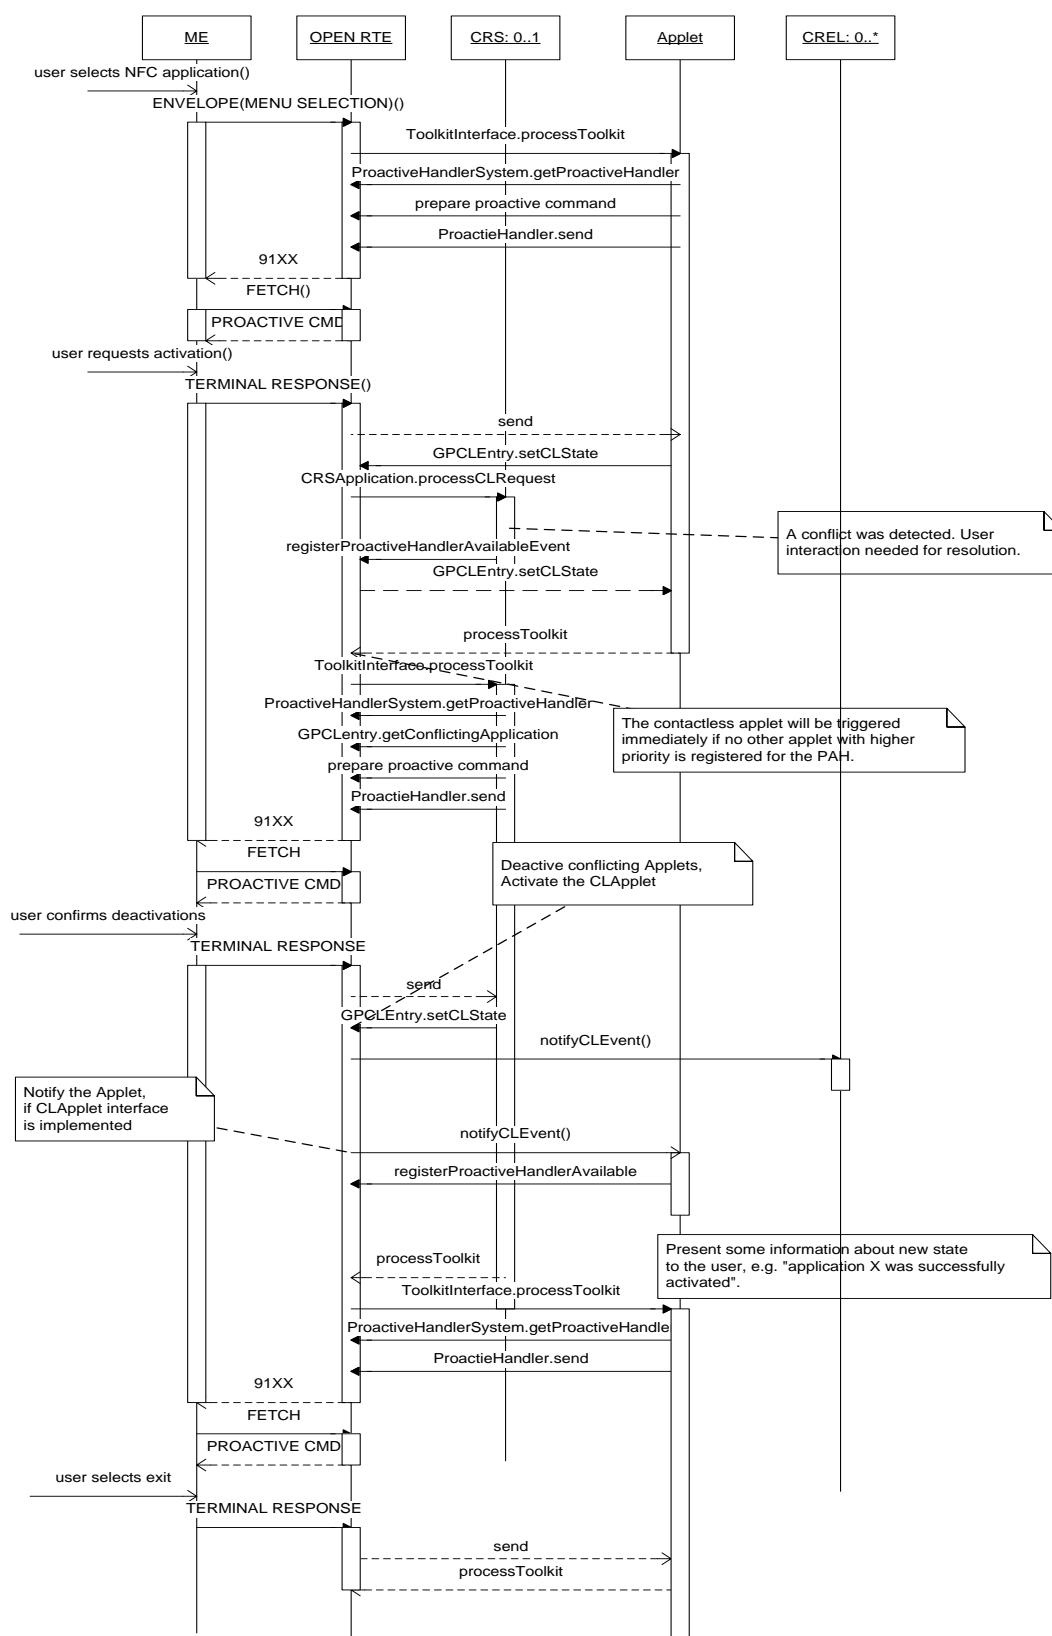 ME
OPEN RTE
CRS: 0..1
Applet
CREL: 0..*
user selects NFC application()
ENVELOPE(MENU SELECTION)()
ToolkitInterface.processToolkit
ProactiveHandlerSystem.getProactiveHandler
prepare proactive command
ProactieHandler.send
91XX
FETCH()
PROACTIVE CMD
user requests activation()
TERMINAL RESPONSE()
send
GPCLEntry.setCLState
CRSApplication.processCLRequest
A conflict was detected. User
interaction needed for resolution.
registerProactiveHandlerAvailableEvent
GPCLEntry.setCLState
processToolkit
ToolkitInterface.processToolkit
ProactiveHandlerSystem.getProactiveHandler
The contactless applet will be triggered
immediately if no other applet with higher
priority is registered for the PAH.
GPCLentry.getConflictingApplication
prepare proactive command
ProactieHandler.send
91XX
FETCH
Deactive conflicting Applets,
Activate the CLApplet
PROACTIVE CMD
user confirms deactivations
TERMINAL RESPONSE
send
GPCLEntry.setCLState
notifyCLEvent()
Notify the Applet,
if CLApplet interface
is implemented
notifyCLEvent()
registerProactiveHandlerAvailable
Present some information about new state
to the user, e.g. "application X was successfully
activated".
processToolkit
ToolkitInterface.processToolkit
ProactiveHandlerSystem.getProactiveHandle
ProactieHandler.send
91XX
FETCH
PROACTIVE CMD
user selects exit
TERMINAL RESPONSE
send
processToolkit